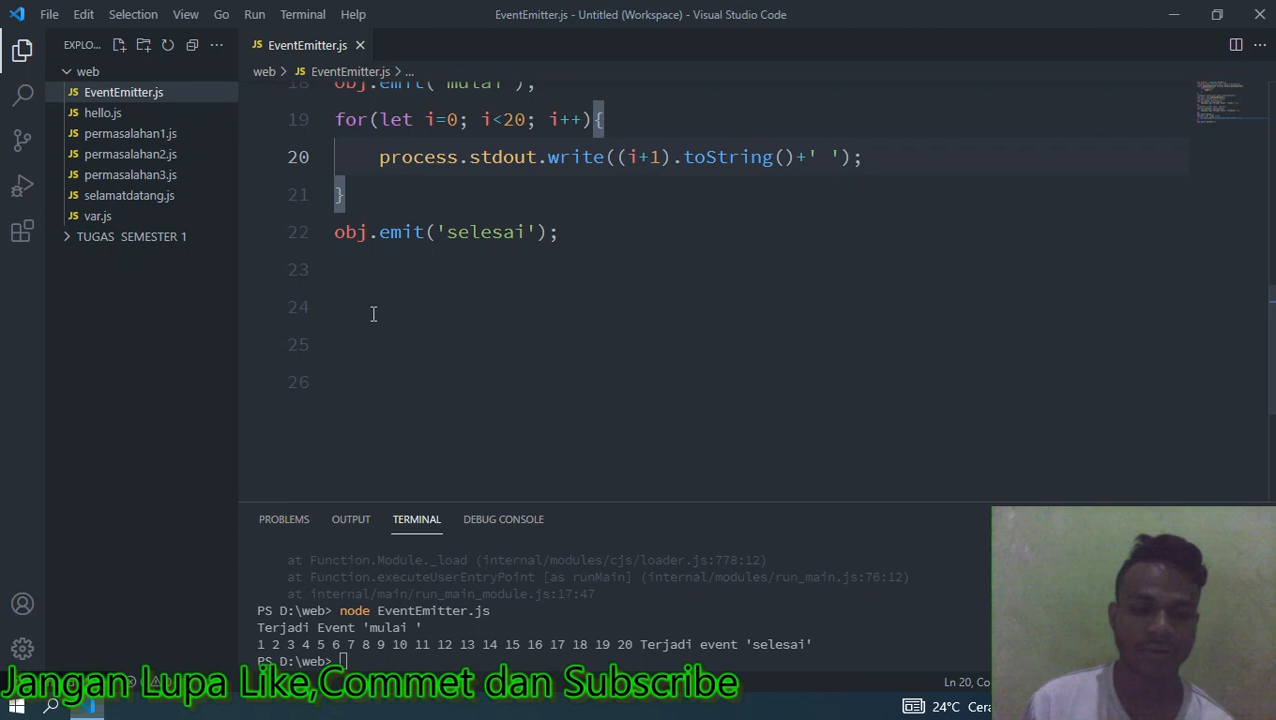 File Edit Selection View Go Run Terminal Help
EventEmitter.js - Untitled (Workspace) - Visual Studio Code
EXPLO...
web
EventEmitter.js
hello.js
permasalahan1.js
permasalahan2.js
permasalahan3.js
selamatdatang.js
var.js
TUGAS SEMESTER 1
JS EventEmitter.js
web > JS EventEmitter.js > ...
18 obj.emit('mulai');
19 for(let i=0; i<20; i++){
20 process.stdout.write((i+1).toString()+' ');
21 }
22 obj.emit('selesai');
23
24
25
26
PROBLEMS OUTPUT TERMINAL DEBUG CONSOLE
at Function.Module._load (internal/modules/cjs/loader.js:778:12)
at Function.executeUserEntryPoint [as runMain] (internal/modules/run_main.js:76:12)
at internal/main/run_main_module.js:17:47
PS D:\web> node EventEmitter.js
Terjadi Event 'mulai '
1 2 3 4 5 6 7 8 9 10 11 12 13 14 15 16 17 18 19 20 Terjadi event 'selesai'
PS D:\web>
Jangan Lupa Like,Commet dan Subscribe
Ln 20, Co
24°C Cera